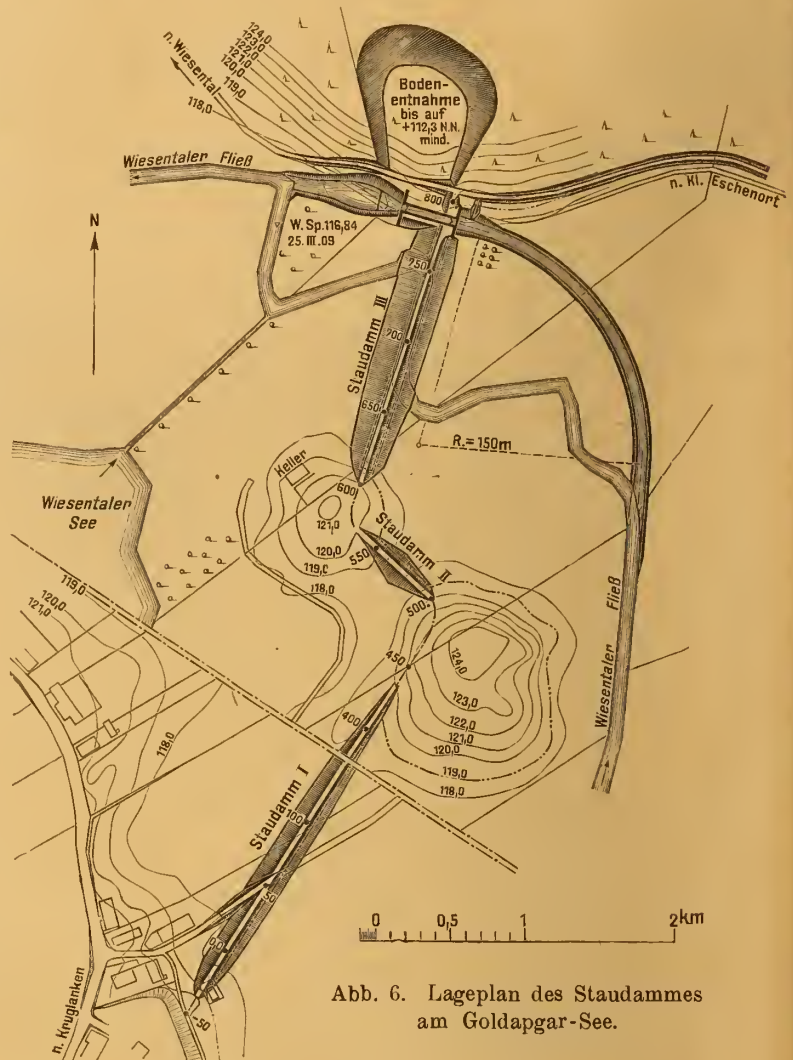 124,0
123,0
122,0
121,0
120,0
119,0
118,0
n. Wiesental
Boden-
entnahme
bis auf
+112,3 N.N.
mind.
Wiesentaler Fließ
n. Kl. Eschenort
800
N
W. Sp. 116,84
25. III. 09
250
Staudamm III
700
650
R. = 150m
Keller
600
Wiesentaler
See
121,0
120,0
119,0
118,0
550
Staudamm II
500
119,0
120,0
121,0
450
124,0
123,0
122,0
121,0
120,0
119,0
118,0
Wiesentaler Fließ
400
118,0
Staudamm I
100
50
0,0
-50
n. Kruglanken
0 0,5 1 2km
Abb. 6. Lageplan des Staudammes
am Goldapgar-See.